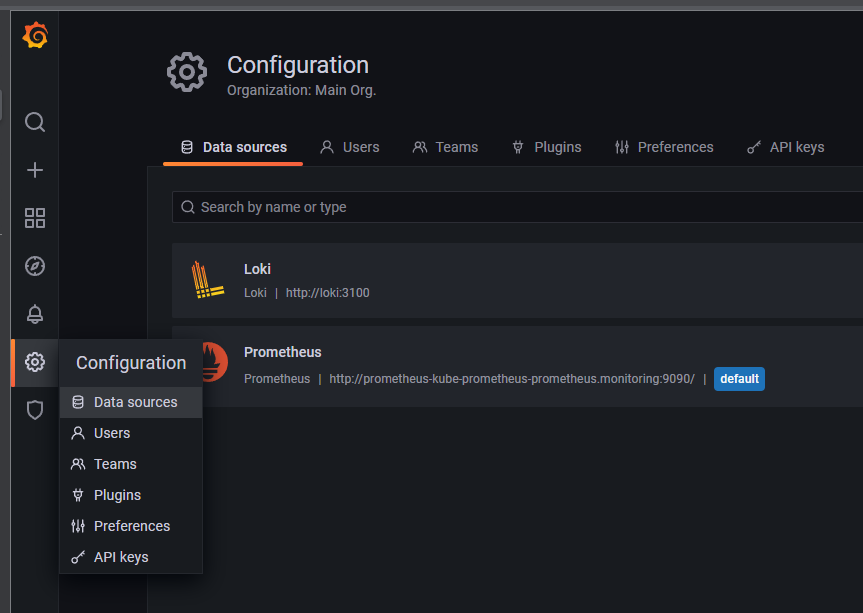 Configuration
Organization: Main Org.
Data sources Users Teams Plugins Preferences API keys
Search by name or type
Loki
Loki | http://loki:3100
Prometheus
Prometheus | http://prometheus-kube-prometheus-prometheus.monitoring:9090/ | default
Configuration
Data sources
Users
Teams
Plugins
Preferences
API keys